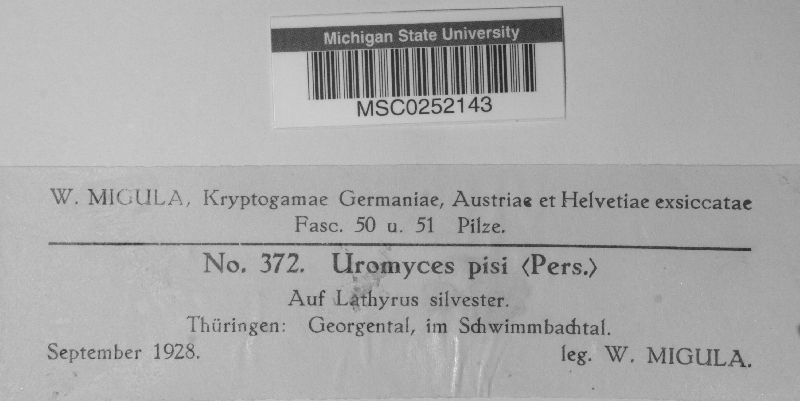 Michigan State University
MSC0252143
W. MIGULA, Kryptogamae Germaniae, Austriae et Helvetiae exsiccatae
Fasc. 50 u. 51 Pilze.
No. 372. Uromyces pisi (Pers.)
Auf Lathyrus silvester.
Thüringen: Georgental, im Schwimmbachtal.
September 1928. leg. W. MIGULA.